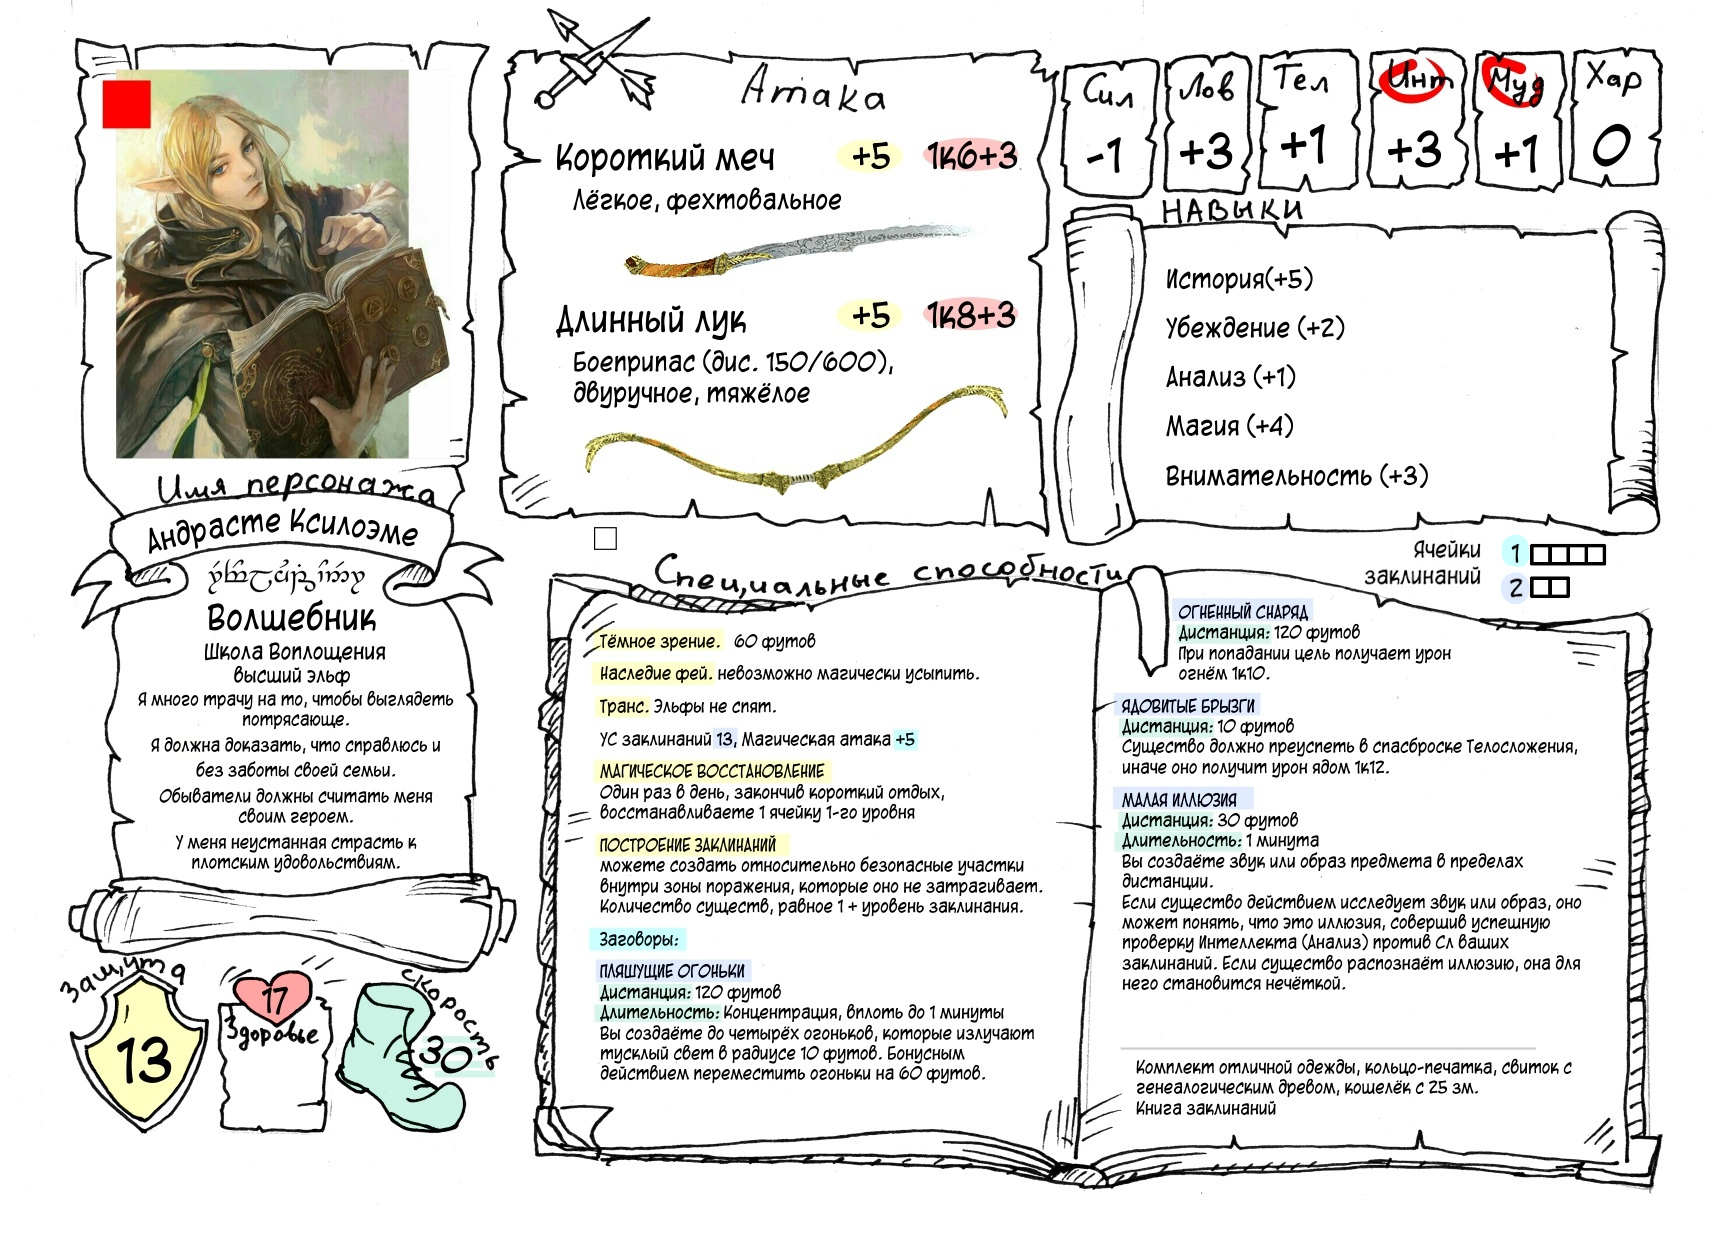 Имя персонажа
Андрасте Ксилоэме
Волшебник
Школа Воплощения
высший эльф
Я много трачу на то, чтобы выглядеть
потрясающе.
Я должна доказать, что справлюсь и
без заботы своей семьи.
Обыватели должны считать меня
своим героем.
У меня неустанная страсть к
плотским удовольствиям.
Защита
13
17
Здоровье
скорость
30
Атака
Короткий меч +5 1к6+3
Лёгкое, фехтовальное
Длинный лук +5 1к8+3
Боеприпас (дис. 150/600),
двуручное, тяжёлое
Сил Лов Тел Инт Муд Хар
-1 +3 +1 +3 +1 0
НАВЫКИ
История(+5)
Убеждение (+2)
Анализ (+1)
Магия (+4)
Внимательность (+3)
Ячейки 1
заклинаний 2
Специальные способности
Тёмное зрение. 60 футов
Наследие фей. невозможно магически усыпить.
Транс. Эльфы не спят.
УС заклинаний 13, Магическая атака +5
МАГИЧЕСКОЕ ВОССТАНОВЛЕНИЕ
Один раз в день, закончив короткий отдых,
восстанавливаете 1 ячейку 1-го уровня
ПОСТРОЕНИЕ ЗАКЛИНАНИЙ
можете создать относительно безопасные участки
внутри зоны поражения, которые оно не затрагивает.
Количество существ, равное 1 + уровень заклинания.
Заговоры:
ПЛЯШУЩИЕ ОГОНЬКИ
Дистанция: 120 футов
Длительность: Концентрация, вплоть до 1 минуты
Вы создаёте до четырёх огоньков, которые излучают
тусклый свет в радиусе 10 футов. Бонусным
действием переместить огоньки на 60 футов.
ОГНЕННЫЙ СНАРЯД
Дистанция: 120 футов
При попадании цель получает урон
огнём 1к10.
ЯДОВИТЫЕ БРЫЗГИ
Дистанция: 10 футов
Существо должно преуспеть в спасброске Телосложения,
иначе оно получит урон ядом 1к12.
МАЛАЯ ИЛЛЮЗИЯ
Дистанция: 30 футов
Длительность: 1 минута
Вы создаёте звук или образ предмета в пределах
дистанции.
Если существо действием исследует звук или образ, оно
может понять, что это иллюзия, совершив успешную
проверку Интеллекта (Анализ) против Сл ваших
заклинаний. Если существо распознаёт иллюзию, она для
него становится нечёткой.
Комплект отличной одежды, кольцо-печатка, свиток с
генеалогическим древом, кошелёк с 25 зм.
Книга заклинаний